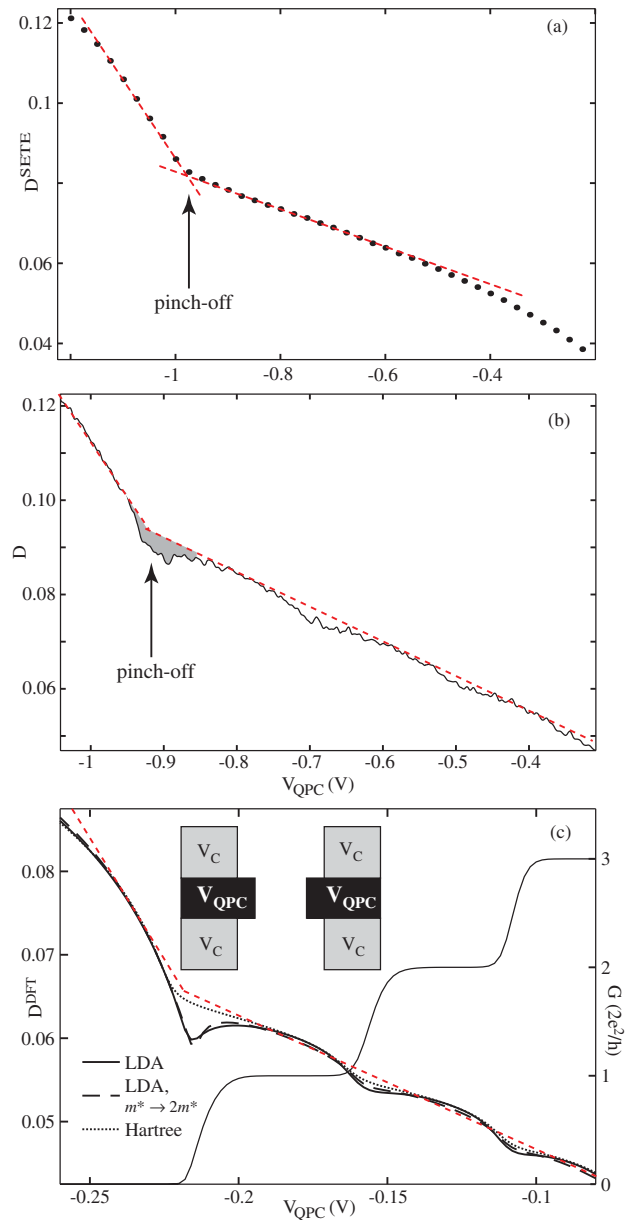 (a)
0.12
0.1
D^SETE
0.06
0.04
pinch-off
-1
-0.8
-0.6
-0.4
(b)
0.12
0.10
D
0.08
0.06
pinch-off
-1
-0.9
-0.8
-0.7
-0.6
-0.5
-0.4
V_QPC (V)
(c)
V_C
V_C
V_QPC
V_QPC
V_C
V_C
0.08
0.07
D^DFT
0.06
0.05
3
2
G (2e²/h)
1
0
LDA
LDA,
m* → 2m*
Hartree
-0.25
-0.2
-0.15
-0.1
V_QPC (V)